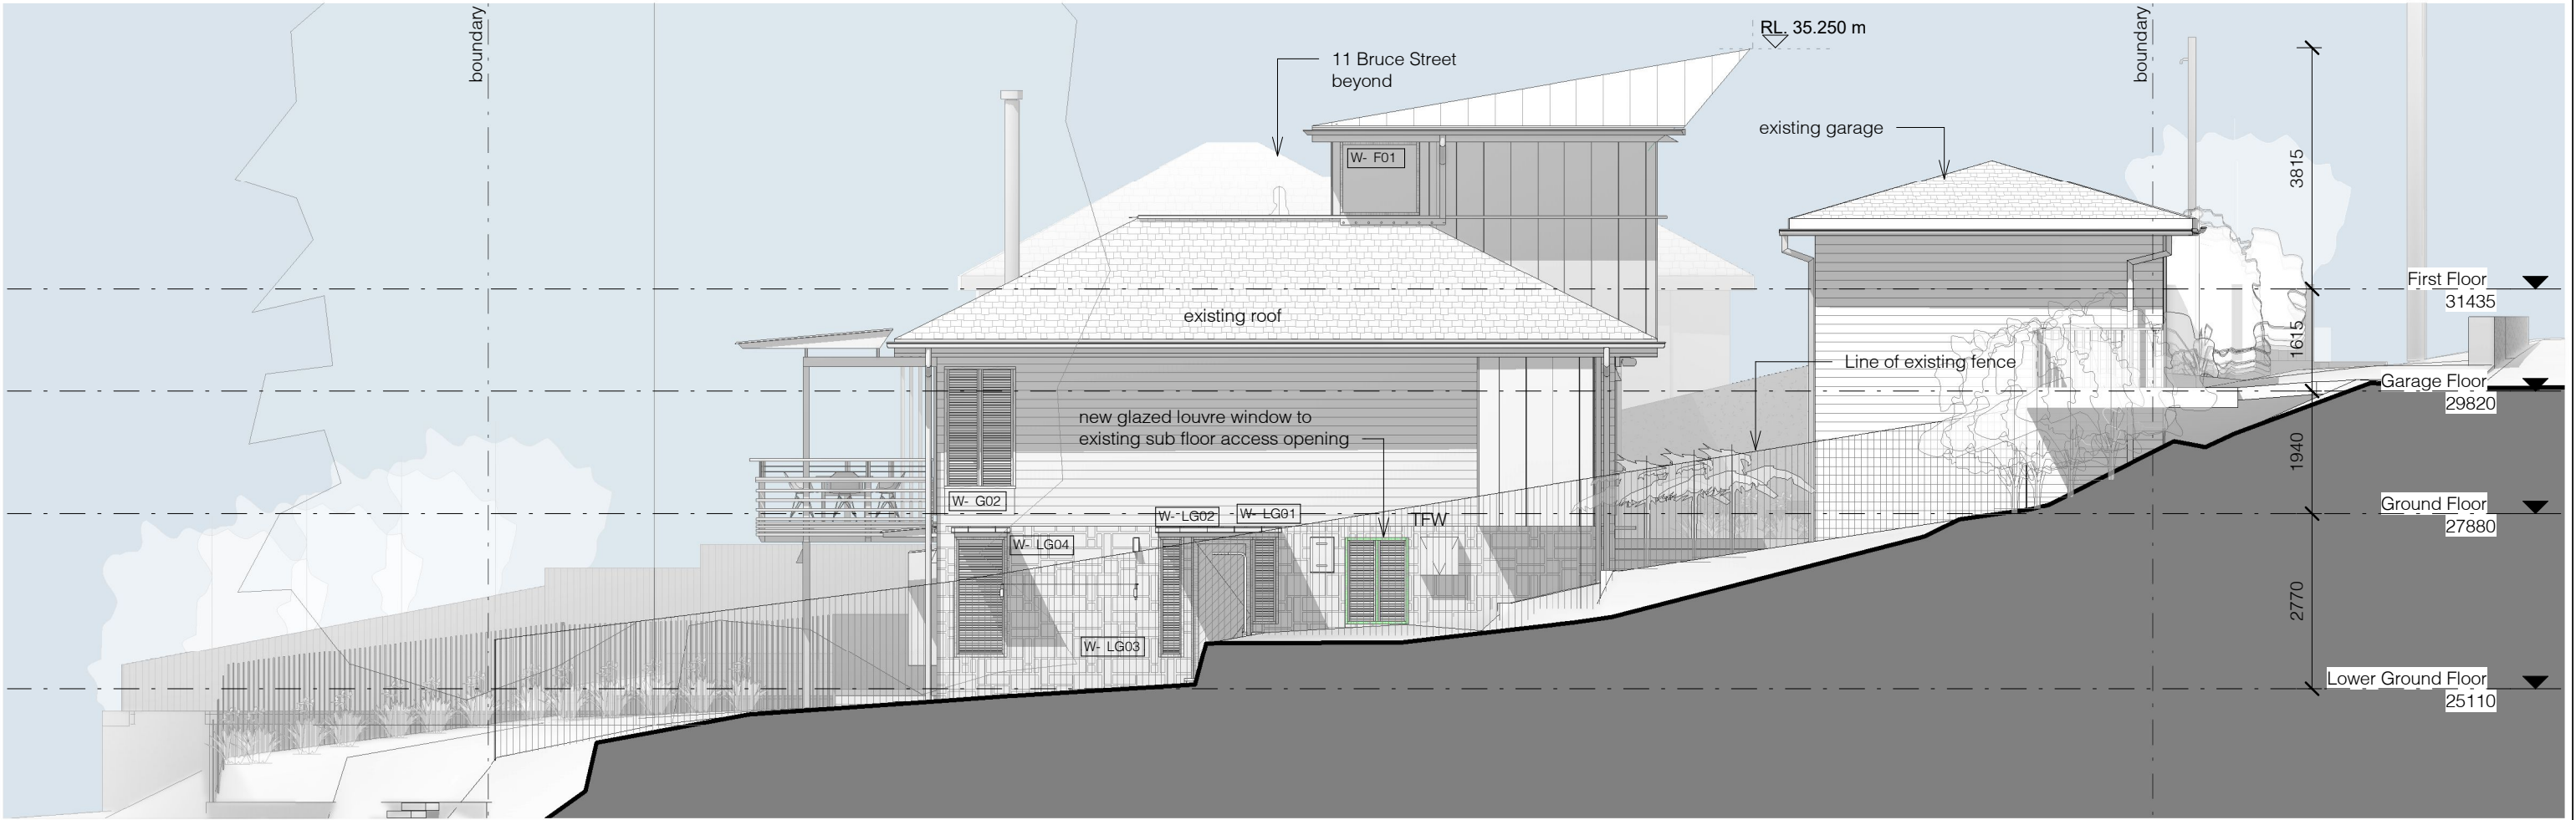 boundary
RL. 35.250 m
boundary
11 Bruce Street
beyond
existing garage
W- F01
3815
First Floor
31435
existing roof
1615
Line of existing fence
Garage Floor
29820
new glazed louvre window to
existing sub floor access opening
1940
W- G02
W- LG02
W- LG01
TFW
Ground Floor
27880
W- LG04
2770
W- LG03
Lower Ground Floor
25110